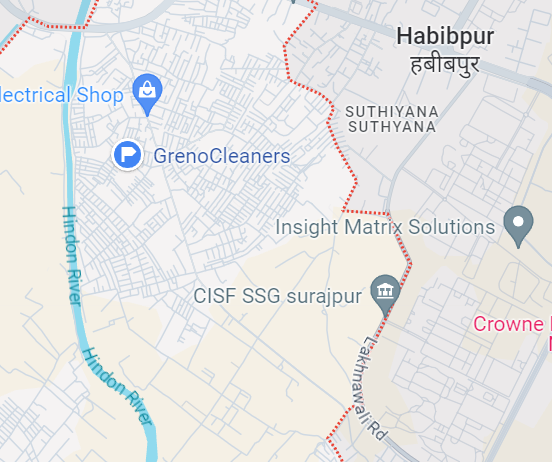 Habibpur
हबीबपुर
lectrical Shop
SUTHIYANA
SUTHYANA
GrenoCleaners
Insight Matrix Solutions
Hindon River
CISF SSG surajpur
Crowne
M
Lakhnawali Rd
Hindon River